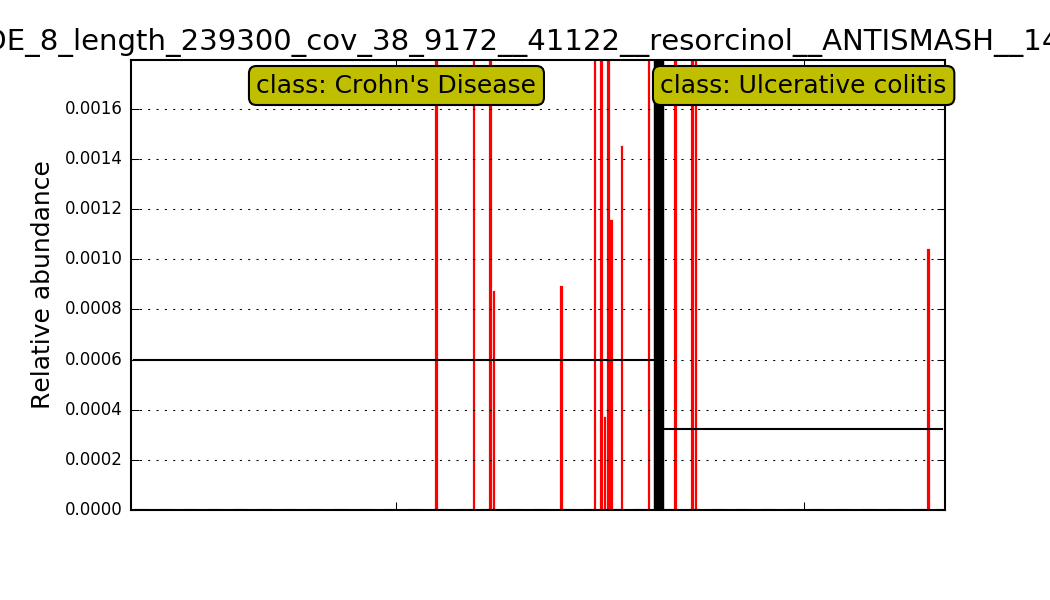 DE_8_length_239300_cov_38_9172__41122__resorcinol__ANTISMASH__14
class: Crohn's Disease
class: Ulcerative colitis
Relative abundance
0.0016
0.0014
0.0012
0.0010
0.0008
0.0006
0.0004
0.0002
0.0000